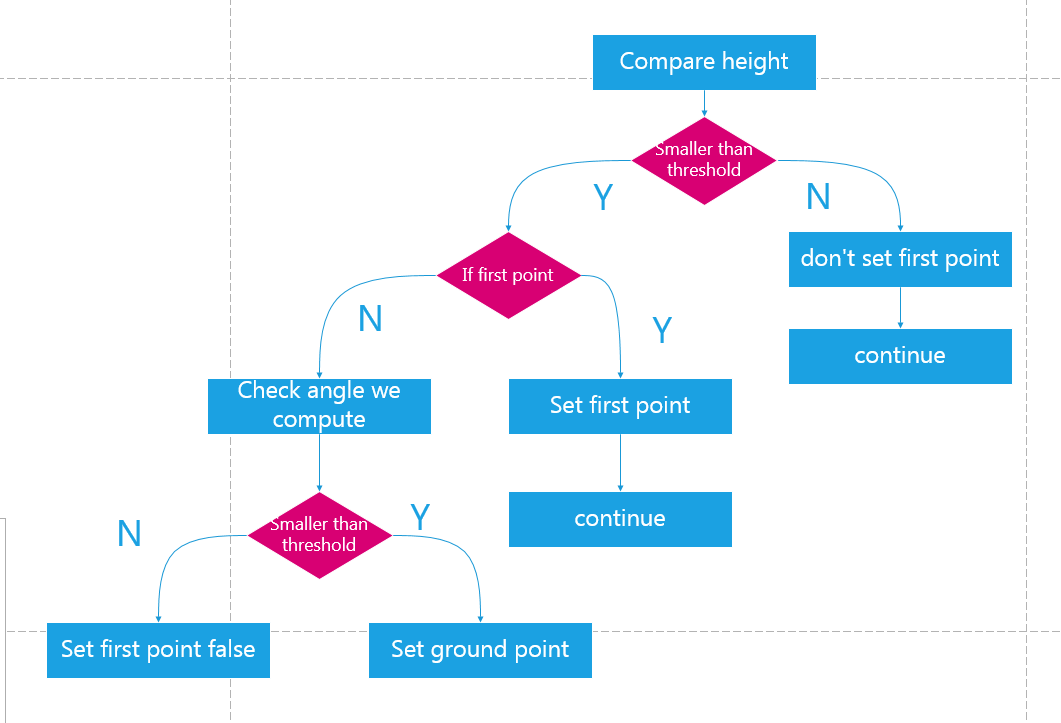 Compare height
Smaller than
threshold
Y
N
don't set first point
If first point
N
Y
continue
Check angle we
compute
Set first point
Smaller than
threshold
N
Y
continue
Set first point false
Set ground point